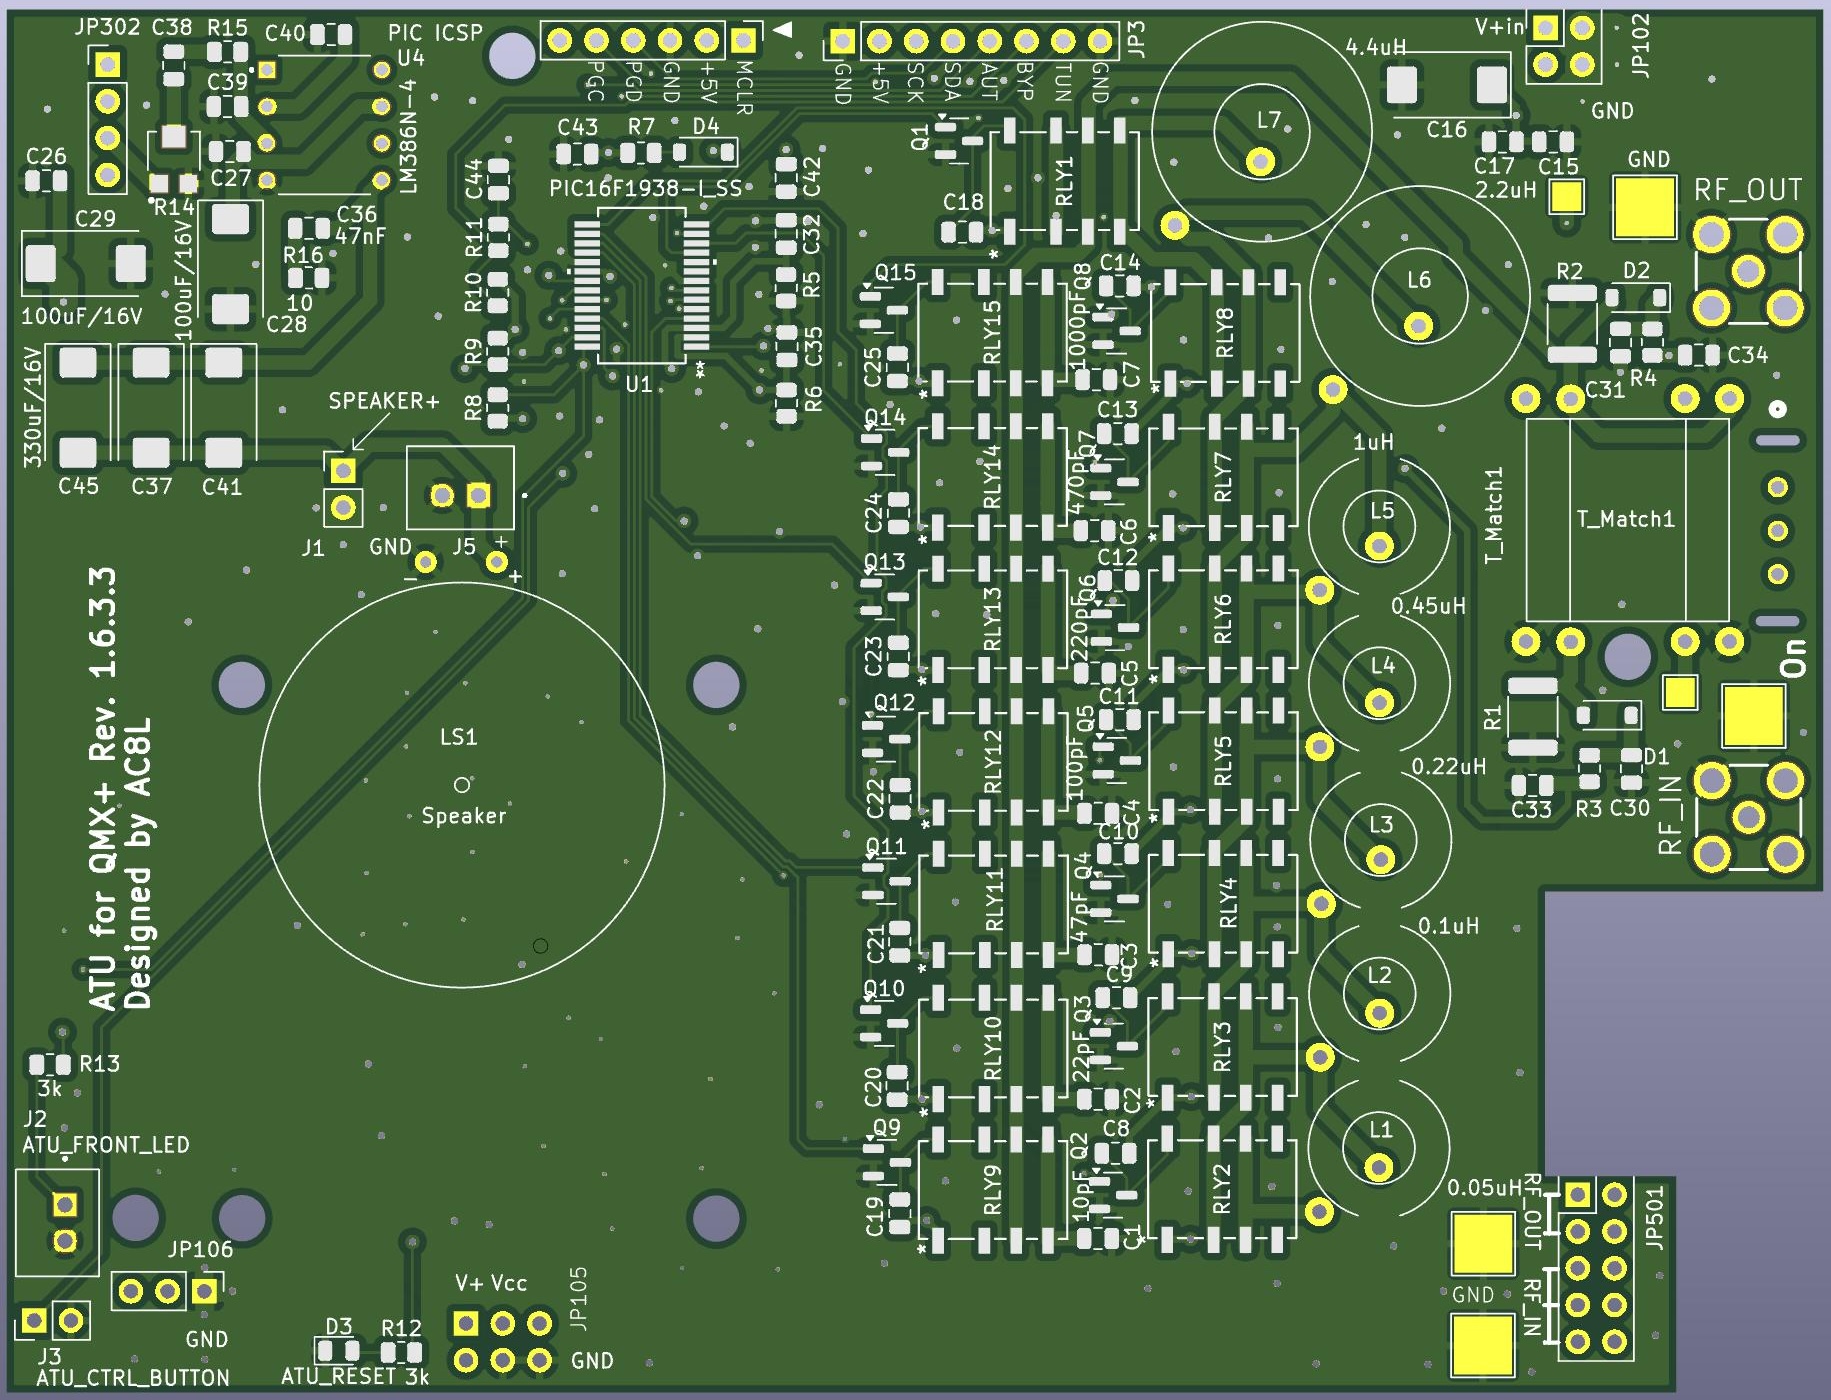 JP302
C38
R15
C40
PIC ICSP
U4
C39
LM386N-4
C26
C27
R14
C29
100uF/16V
100uF/16V
C36
47nF
R16
10
C28
330uF/16V
C45
C37
C41
SPEAKER+
J1
GND
J5
+
-
+
PGC
PGD
GND
+5V
MCLR
GND
+5V
SCK
SDA
AUT
BYP
TUN
GND
JP3
C43
R7
D4
C44
PIC16F1938-I_SS
C42
R11
C32
R10
R5
R9
C35
R8
R6
U1
**
Q1
C18
RLY1
*
L7
4.4uH
V+in
JP102
GND
C16
C17
C15
2.2uH
GND
RF_OUT
L6
R2
D2
R4
C34
C31
Q15
C25
RLY15
*
Q8
C14
1000pF
C7
RLY8
*
Q14
C24
RLY14
C13
Q7
470pF
C6
RLY7
*
1uH
L5
T_Match1
T_Match1
Q13
C23
RLY13
*
C12
Q6
220pF
C5
RLY6
*
0.45uH
L4
On
Q12
C22
RLY12
*
C11
Q5
100pF
C4
RLY5
*
0.22uH
L3
R1
D1
C33
R3
C30
RF_IN
Q11
C21
RLY11
*
C10
Q4
47pF
C3
RLY4
*
0.1uH
L2
Q10
C20
RLY10
*
C9
Q3
22pF
C2
RLY3
*
L1
Q9
C19
RLY9
*
C8
Q2
10pF
C1
RLY2
*
0.05uH
RF_OUT
RF_IN
JP501
GND
LS1
Speaker
ATU for QMX+ Rev. 1.6.3.3
Designed by AC8L
R13
3k
J2
ATU_FRONT_LED
JP106
GND
J3
ATU_CTRL_BUTTON
D3
R12
ATU_RESET 3k
V+ Vcc
JP105
GND